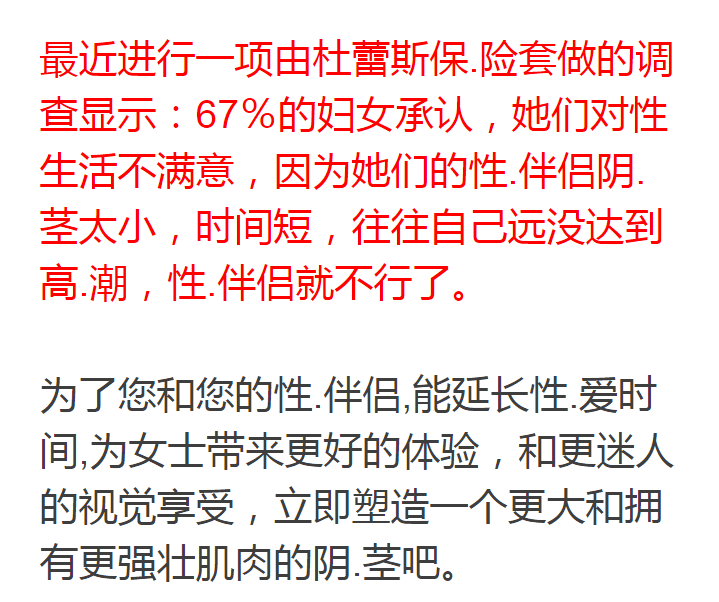 最近进行一项由杜蕾斯保.险套做的调
查显示：67％的妇女承认，她们对性
生活不满意，因为她们的性.伴侣阴.
茎太小，时间短，往往自己远没达到
高.潮，性.伴侣就不行了。
为了您和您的性.伴侣,能延长性.爱时
间,为女士带来更好的体验，和更迷人
的视觉享受，立即塑造一个更大和拥
有更强壮肌肉的阴.茎吧。